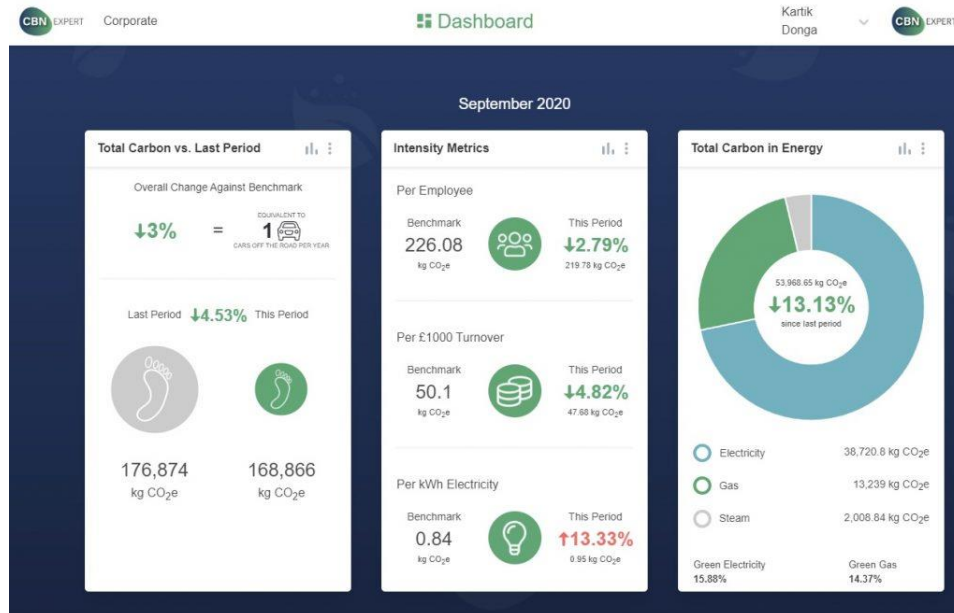 CBN EXPERT
Corporate
Dashboard
Kartik
Donga
CBN EXPERT
September 2020
Total Carbon vs. Last Period
Overall Change Against Benchmark
↓3%
=
EQUIVALENT TO
1
CARS OFF THE ROAD PER YEAR
Last Period ↓4.53% This Period
176,874
kg CO₂e
168,866
kg CO₂e
Intensity Metrics
Per Employee
Benchmark
226.08
kg CO₂e
This Period
↓2.79%
219.78 kg CO₂e
Per £1000 Turnover
Benchmark
50.1
kg CO₂e
This Period
↓4.82%
47.68 kg CO₂e
Per kWh Electricity
Benchmark
0.84
kg CO₂e
This Period
↑13.33%
0.95 kg CO₂e
Total Carbon in Energy
53,968.65 kg CO₂e
↓13.13%
since last period
Electricity 38,720.8 kg CO₂e
Gas 13,239 kg CO₂e
Steam 2,008.84 kg CO₂e
Green Electricity
15.88%
Green Gas
14.37%